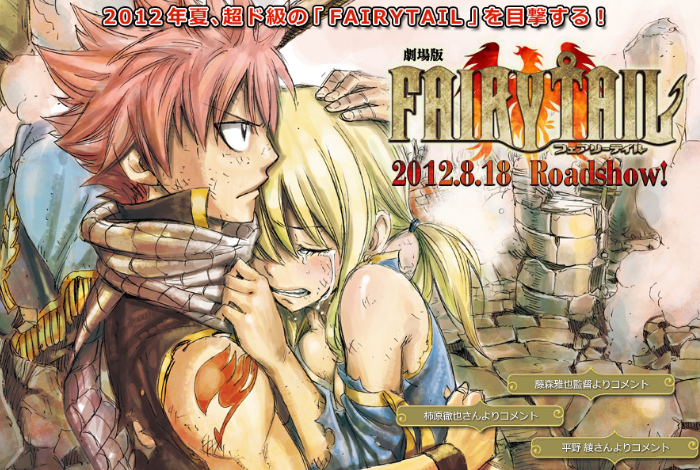 2012年夏、超ド級の「FAIRYTAIL」を目撃する！
劇場版
FAIRYTAIL
フェアリーテイル
2012.8.18 Roadshow!
藤森雅也監督よりコメント
柿原徹也さんよりコメント
平野 綾さんよりコメント